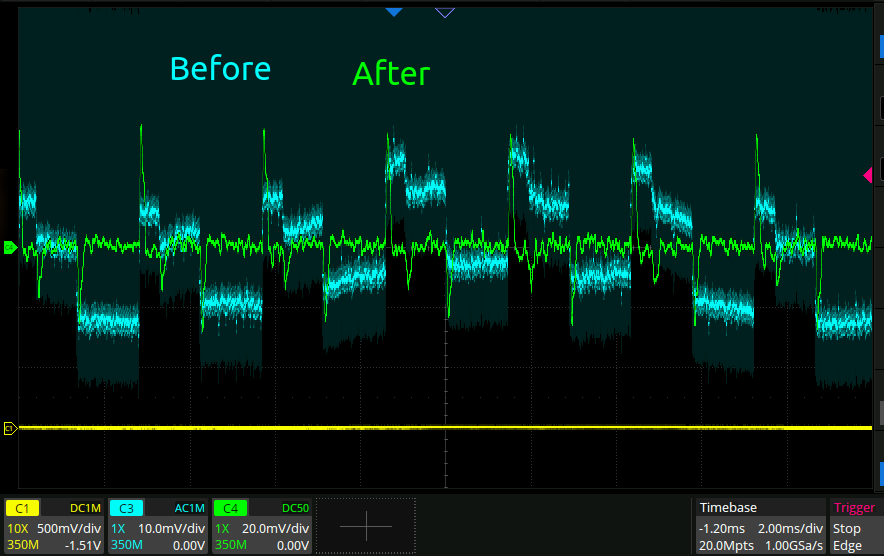 Before
After
C4
C1
C1 DC1M
10X 500mV/div
350M -1.51V
C3 AC1M
1X 10.0mV/div
350M 0.00V
C4 DC50
1X 20.0mV/div
350M 0.00V
Timebase
-1.20ms 2.00ms/div
20.0Mpts 1.00GSa/s
Trigger
Stop
Edge